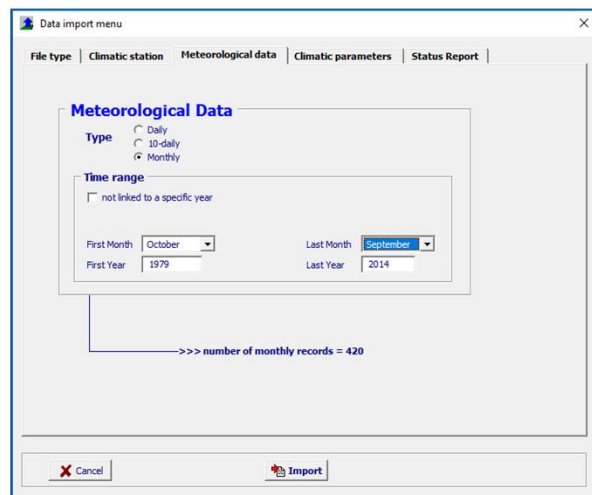 Data import menu
File type Climatic station Meteorological data Climatic parameters Status Report
Meteorological Data
Type
Daily
10-daily
Monthly
Time range
not linked to a specific year
First Month October Last Month September
First Year 1979 Last Year 2014
>>> number of monthly records = 420
Cancel Import